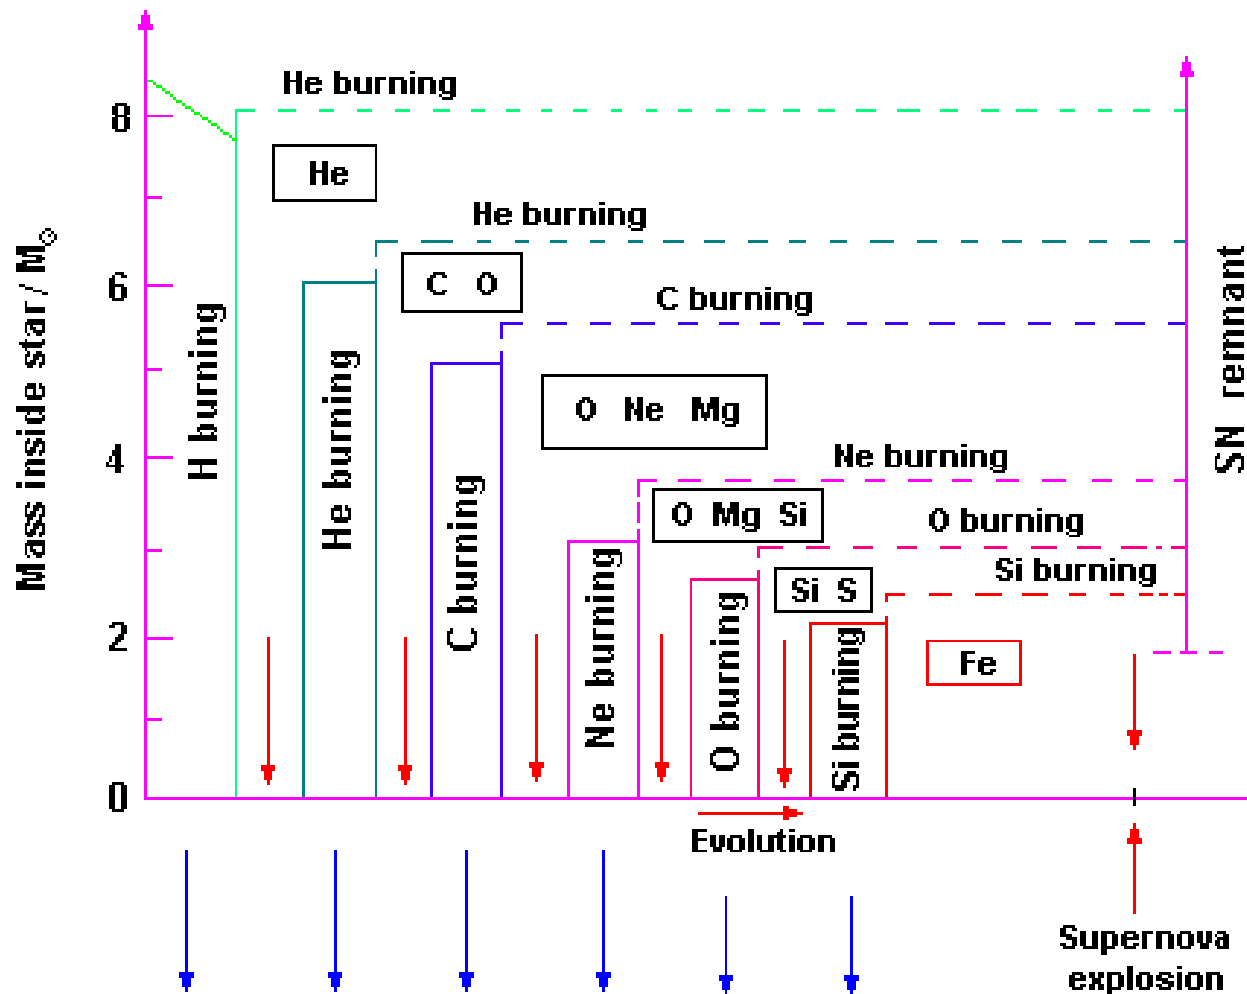 He burning
8
He
He burning
6
C O
C burning
O Ne Mg
4
Ne burning
O Mg Si
O burning
Si burning
Si S
2
Fe
0
Mass inside star / M☉
H burning
He burning
C burning
Ne burning
O burning
Si burning
SN remnant
Evolution
Supernova
explosion